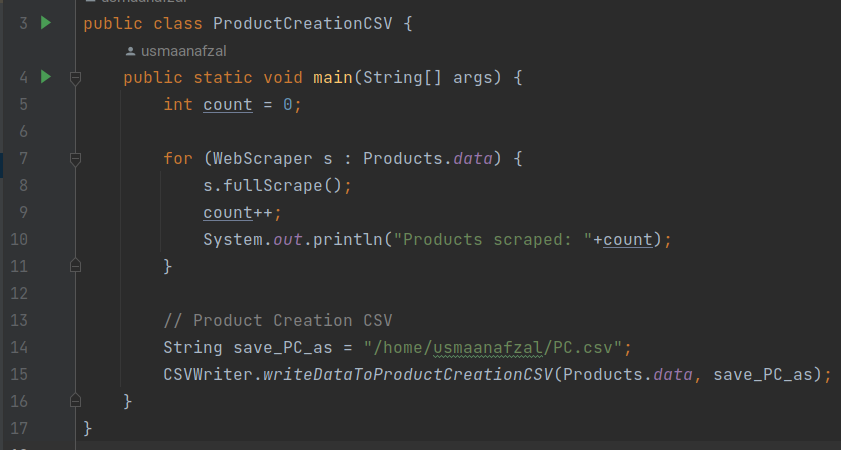 usmaanafzal
3 public class ProductCreationCSV {
usmaanafzal
4 public static void main(String[] args) {
5 int count = 0;
6
7 for (WebScraper s : Products.data) {
8 s.fullScrape();
9 count++;
10 System.out.println("Products scraped: "+count);
11 }
12
13 // Product Creation CSV
14 String save_PC_as = "/home/usmaanafzal/PC.csv";
15 CSVWriter.writeDataToProductCreationCSV(Products.data, save_PC_as);
16 }
17 }